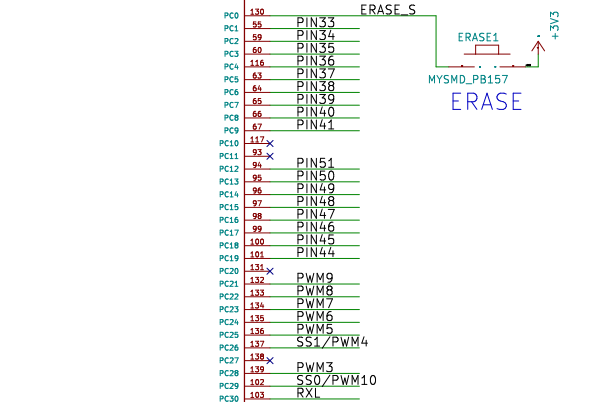 PC0 130 ERASE_S
PC1 55 PIN33
PC2 59 PIN34
PC3 60 PIN35
PC4 116 PIN36
PC5 63 PIN37
PC6 64 PIN38
PC7 65 PIN39
PC8 66 PIN40
PC9 67 PIN41
PC10 117
PC11 93
PC12 94 PIN51
PC13 95 PIN50
PC14 96 PIN49
PC15 97 PIN48
PC16 98 PIN47
PC17 99 PIN46
PC18 100 PIN45
PC19 101 PIN44
PC20 131
PC21 132 PWM9
PC22 133 PWM8
PC23 134 PWM7
PC24 135 PWM6
PC25 136 PWM5
PC26 137 SS1/PWM4
PC27 138
PC28 139 PWM3
PC29 102 SS0/PWM10
PC30 103 RXL
+3V3
ERASE1
MYSMD_PB157
ERASE